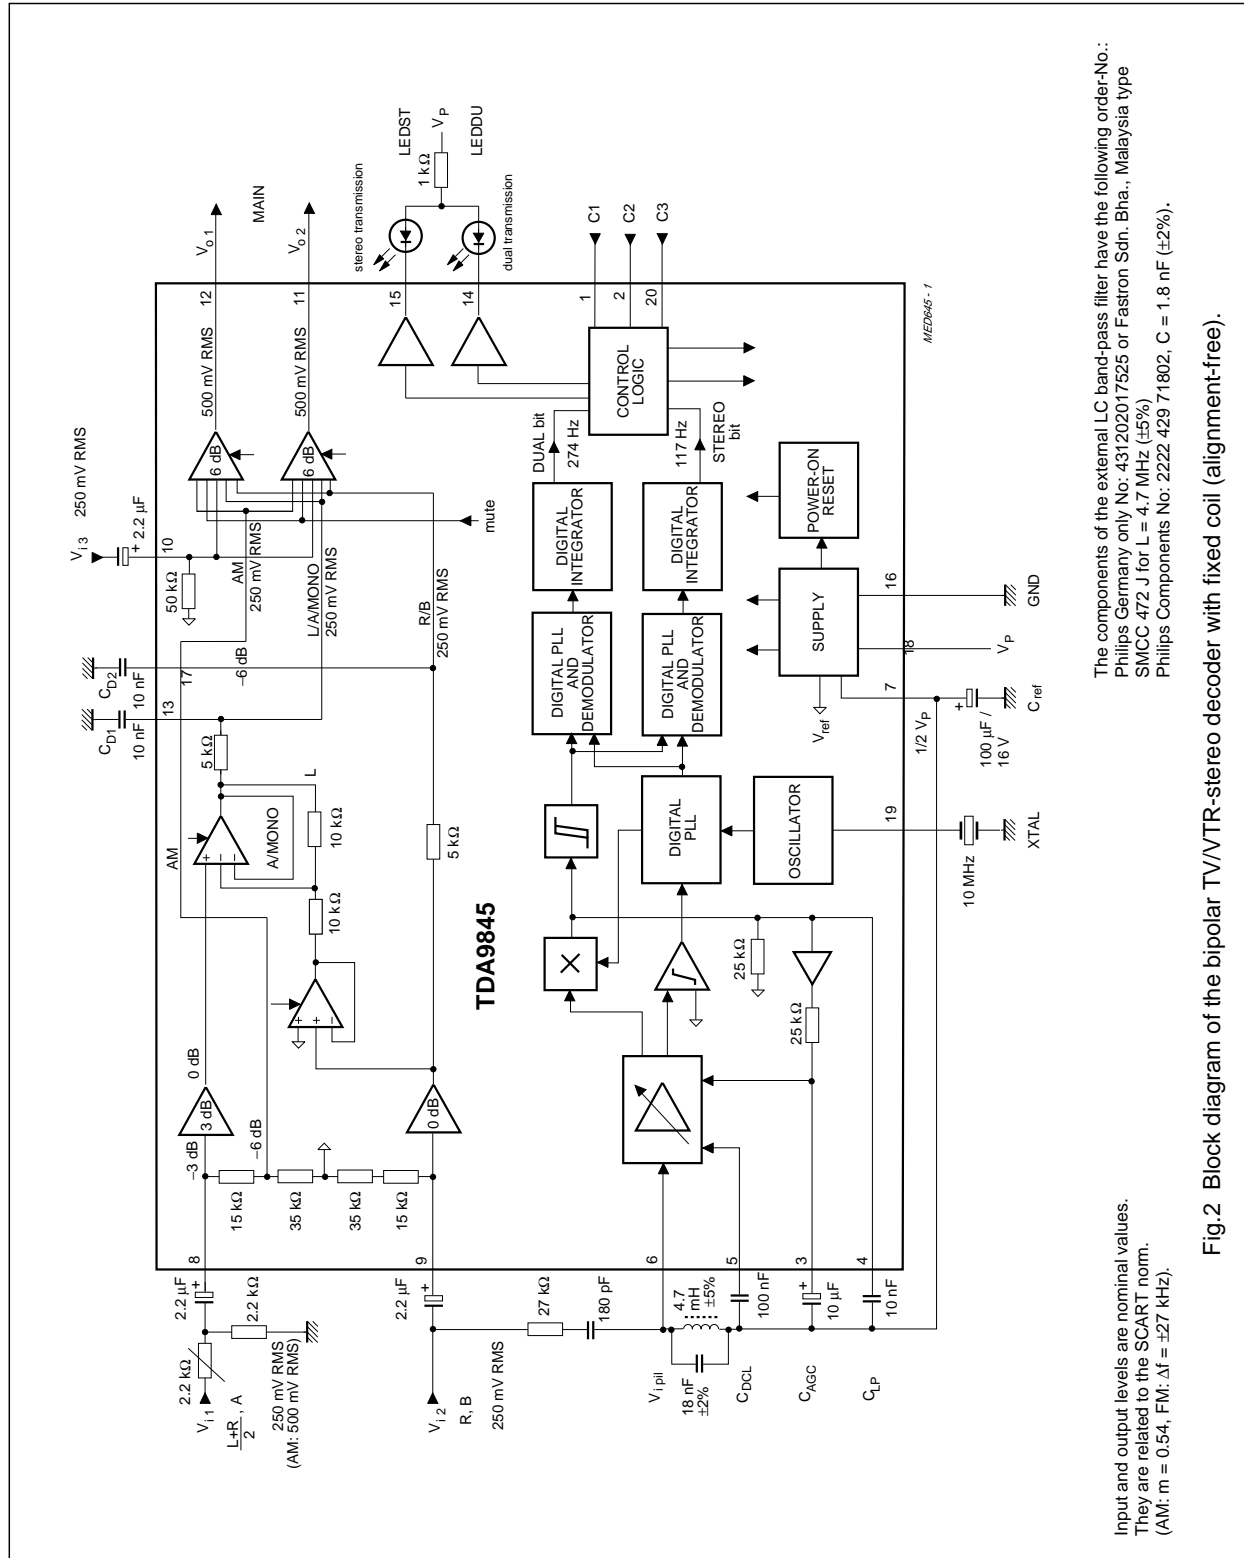 V i 3
250 mV RMS
+ 2.2 µF
CD1
10 nF
CD2
10 nF
13
17
10
50 kΩ
–6 dB
AM
5 kΩ
L
A/MONO
10 kΩ
10 kΩ
+
–
–
+
+
–
AM
250 mV RMS
L/A/MONO
250 mV RMS
R/B
250 mV RMS
mute
6 dB
6 dB
500 mV RMS
500 mV RMS
12
11
Vo 1
Vo 2
MAIN
3 dB
0 dB
–3 dB
–6 dB
15 kΩ
35 kΩ
35 kΩ
15 kΩ
0 dB
5 kΩ
8
9
2.2 µF
+
2.2 kΩ
2.2 kΩ
Vi 1
L+R
2
, A
250 mV RMS
(AM: 500 mV RMS)
2.2 µF
+
Vi 2
R, B
250 mV RMS
27 kΩ
180 pF
TDA9845
stereo transmission
dual transmission
LEDST
1 kΩ
VP
LEDDU
15
14
C1
C2
C3
1
2
20
CONTROL
LOGIC
DUAL bit
274 Hz
117 Hz
STEREO
bit
DIGITAL
INTEGRATOR
DIGITAL
INTEGRATOR
DIGITAL PLL
AND
DEMODULATOR
DIGITAL PLL
AND
DEMODULATOR
DIGITAL
PLL
OSCILLATOR
25 kΩ
25 kΩ
POWER-ON
RESET
SUPPLY
Vref
6
5
3
4
19
7
18
16
Vi pil
4.7
mH
±5%
18 nF
±2%
CDCL
100 nF
CAGC
+
10 µF
CLP
10 nF
10 MHz
XTAL
1/2 VP
+
100 µF /
16 V
Cref
VP
GND
MED645 - 1
Input and output levels are nominal values.
They are related to the SCART norm.
(AM: m = 0.54, FM: Δf = ±27 kHz).
The components of the external LC band-pass filter have the following order-No.:
Philips Germany only No: 431202017525 or Fastron Sdn. Bha., Malaysia type
SMCC 472 J for L = 4.7 MHz (±5%)
Philips Components No: 2222 429 71802, C = 1.8 nF (±2%).
Fig.2 Block diagram of the bipolar TV/VTR-stereo decoder with fixed coil (alignment-free).